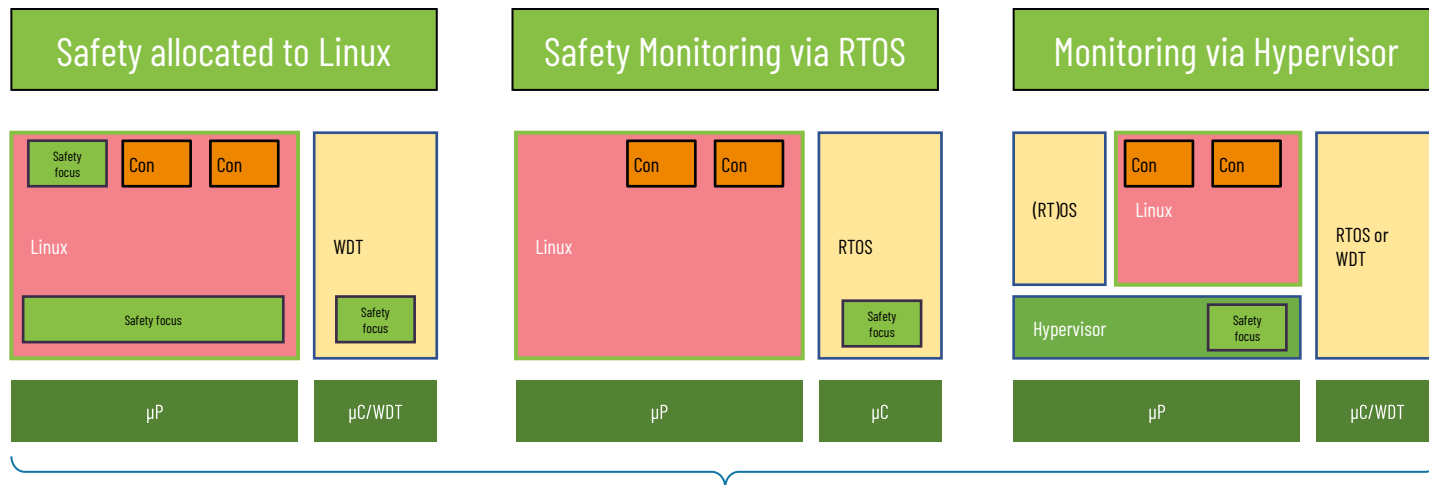 Safety allocated to Linux
Safety Monitoring via RTOS
Monitoring via Hypervisor
Safety
focus
Con
Con
Linux
Safety focus
WDT
Safety
focus
µP
µC/WDT
Con
Con
Linux
RTOS
Safety
focus
µP
µC
(RT)OS
Con
Con
Linux
Hypervisor
Safety
focus
RTOS or
WDT
µP
µC/WDT